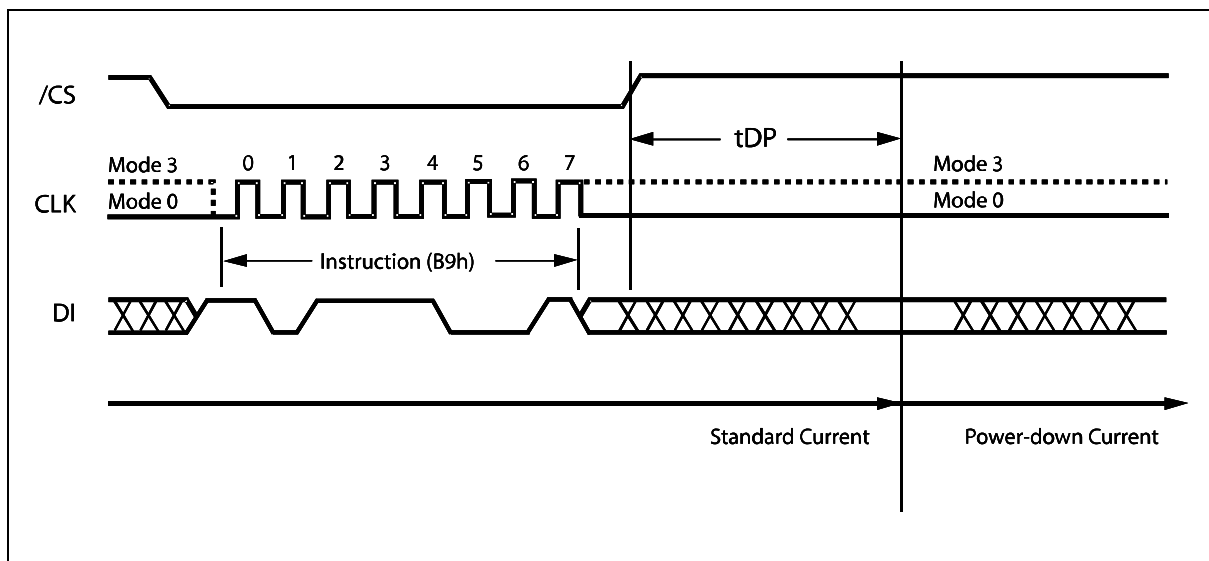 /CS
tDP
Mode 3
0 1 2 3 4 5 6 7
Mode 3
CLK
Mode 0
Mode 0
Instruction (B9h)
DI
Standard Current
Power-down Current